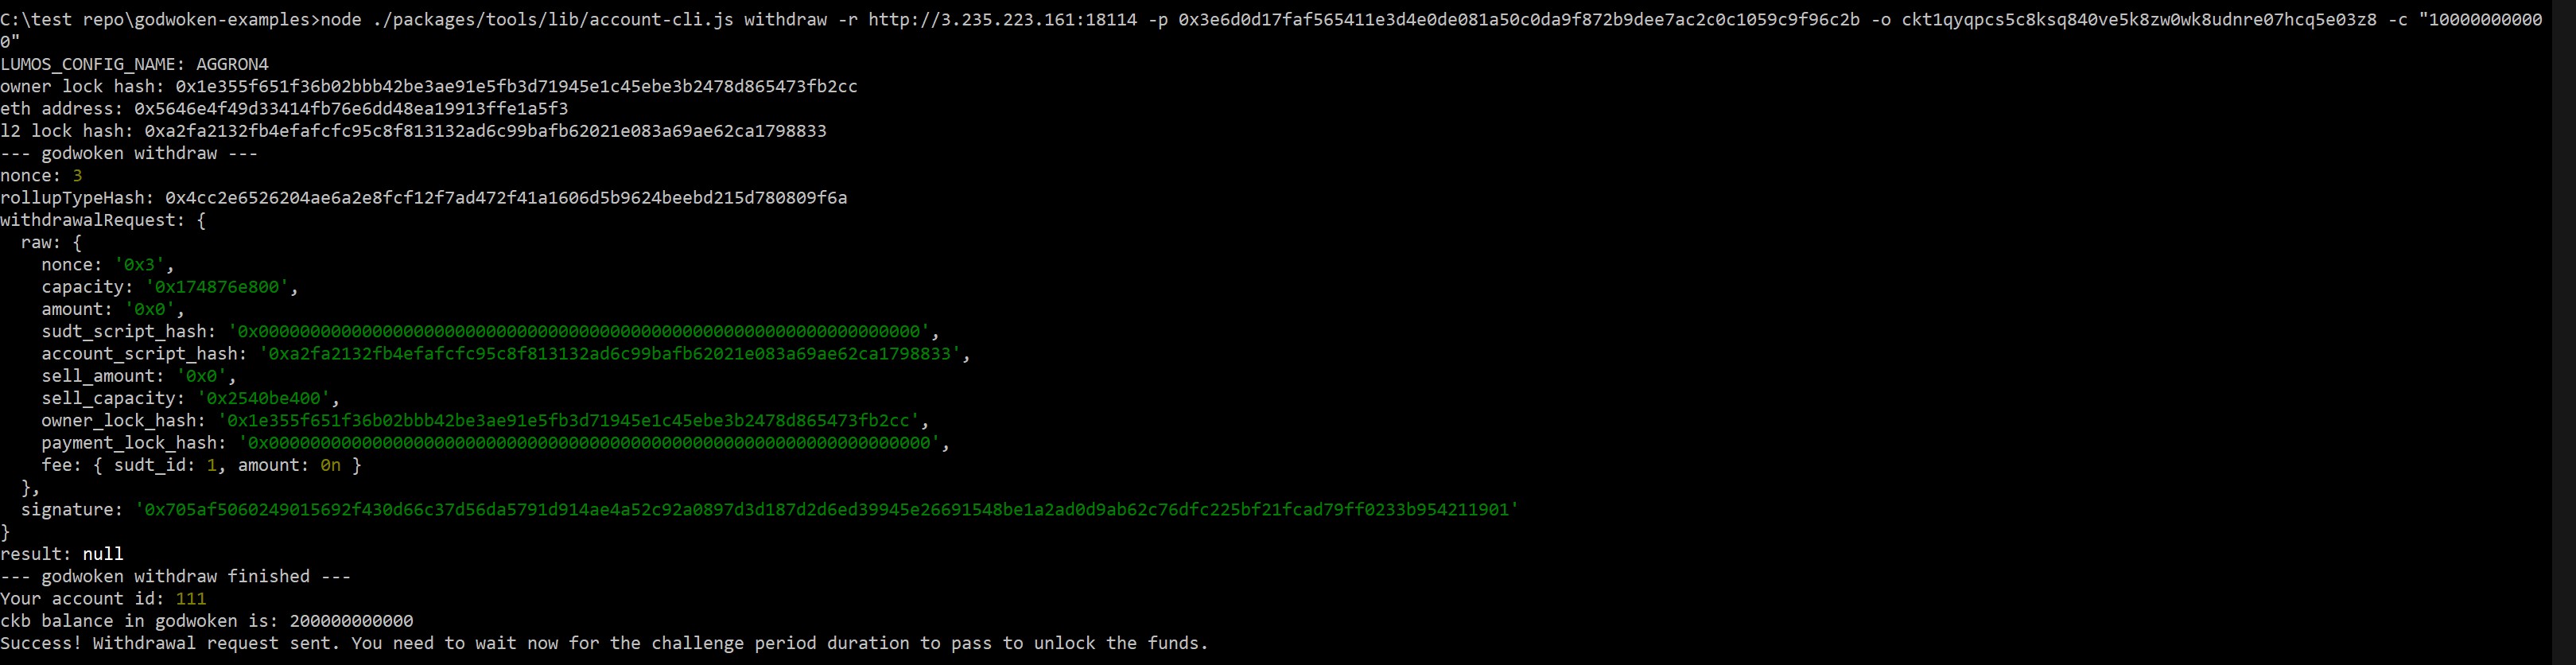 C:\test repo\godwoken-examples>node ./packages/tools/lib/account-cli.js withdraw -r http://3.235.223.161:18114 -p 0x3e6d0d17faf565411e3d4e0de081a50c0da9f872b9dee7ac2c0c1059c9f96c2b -o ckt1qyqpcs5c8ksq840ve5k8zw0wk8udnre07hcq5e03z8 -c "10000000000
0"
LUMOS_CONFIG_NAME: AGGRON4
owner lock hash: 0x1e355f651f36b02bbb42be3ae91e5fb3d71945e1c45ebe3b2478d865473fb2cc
eth address: 0x5646e4f49d33414fb76e6dd48ea19913ffe1a5f3
l2 lock hash: 0xa2fa2132fb4efafcfc95c8f813132ad6c99bafb62021e083a69ae62ca1798833
--- godwoken withdraw ---
nonce: 3
rollupTypeHash: 0x4cc2e6526204ae6a2e8fcf12f7ad472f41a1606d5b9624beebd215d780809f6a
withdrawalRequest: {
  raw: {
    nonce: '0x3',
    capacity: '0x174876e800',
    amount: '0x0',
    sudt_script_hash: '0x0000000000000000000000000000000000000000000000000000000000000000',
    account_script_hash: '0xa2fa2132fb4efafcfc95c8f813132ad6c99bafb62021e083a69ae62ca1798833',
    sell_amount: '0x0',
    sell_capacity: '0x2540be400',
    owner_lock_hash: '0x1e355f651f36b02bbb42be3ae91e5fb3d71945e1c45ebe3b2478d865473fb2cc',
    payment_lock_hash: '0x0000000000000000000000000000000000000000000000000000000000000000',
    fee: { sudt_id: 1, amount: 0n }
  },
  signature: '0x705af5060249015692f430d66c37d56da5791d914ae4a52c92a0897d3d187d2d6ed39945e26691548be1a2ad0d9ab62c76dfc225bf21fcad79ff0233b954211901'
}
result: null
--- godwoken withdraw finished ---
Your account id: 111
ckb balance in godwoken is: 200000000000
Success! Withdrawal request sent. You need to wait now for the challenge period duration to pass to unlock the funds.